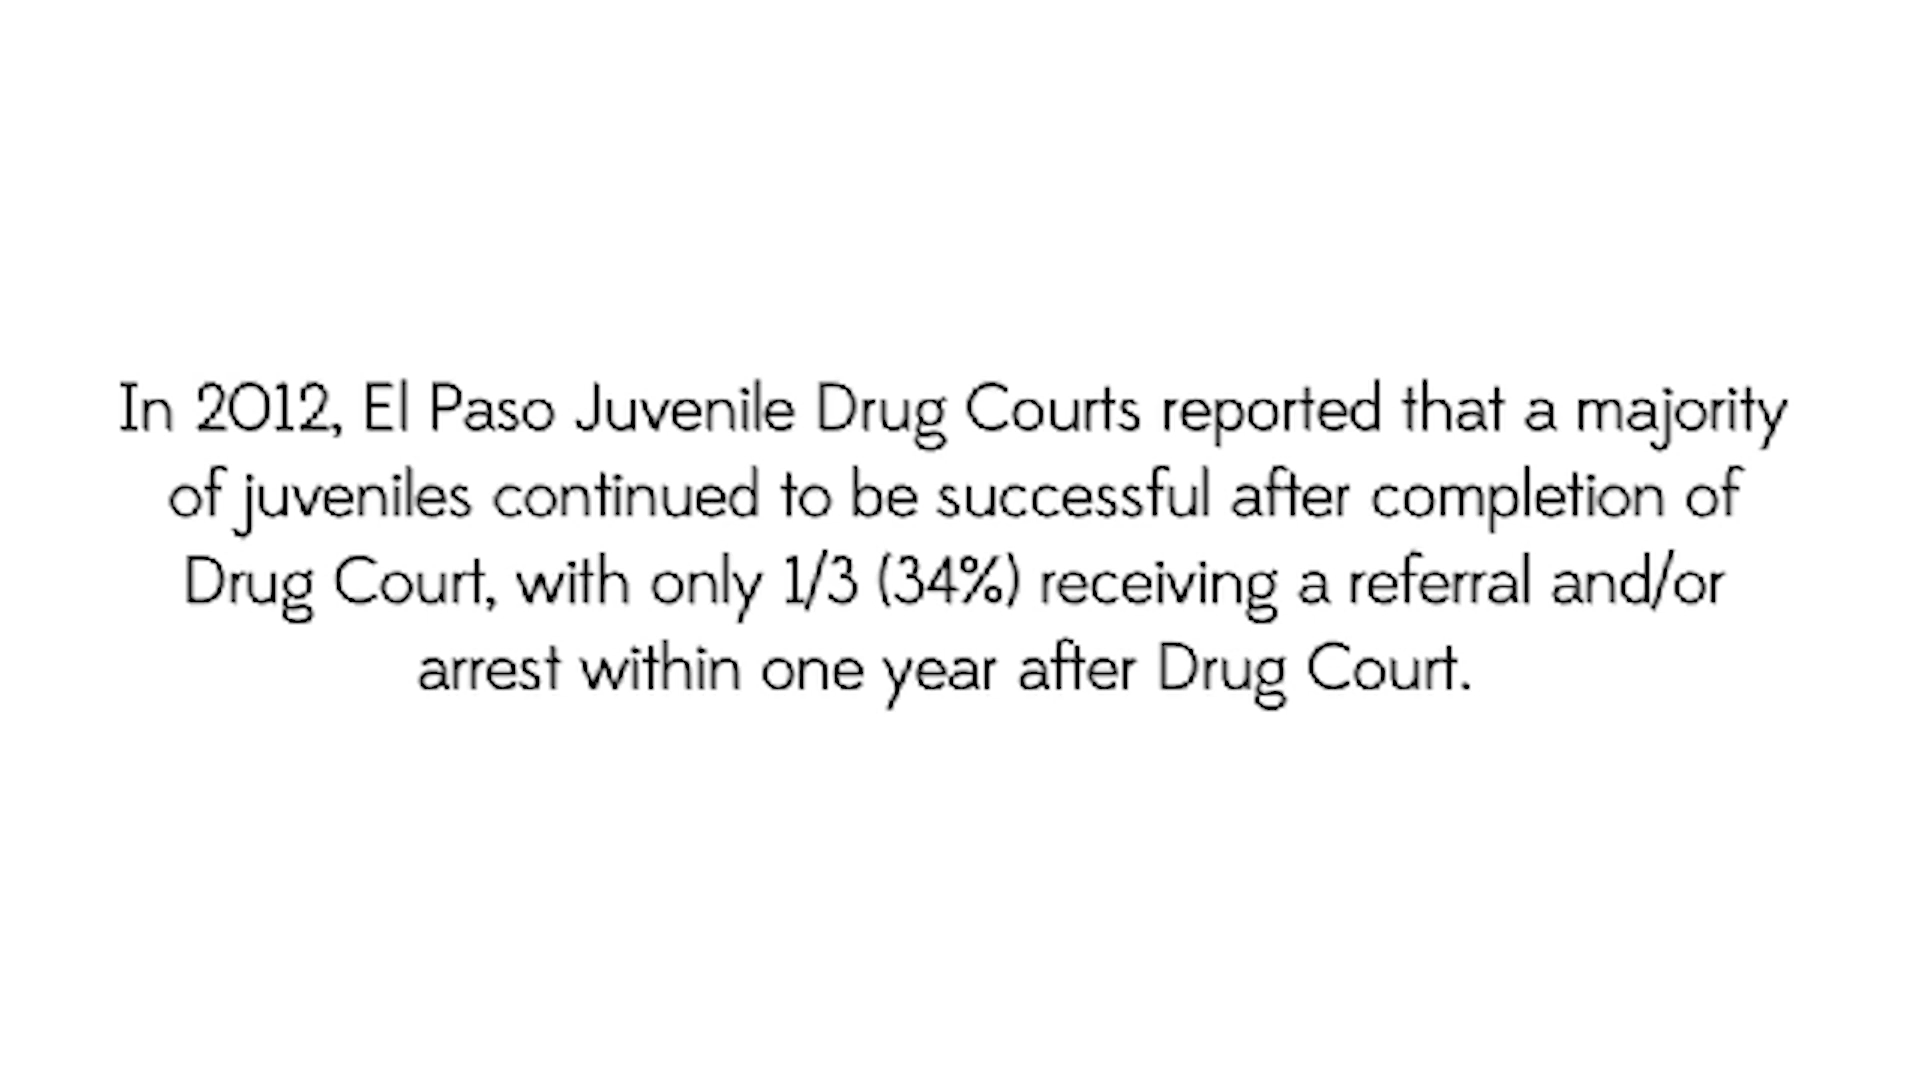 In 2012, El Paso Juvenile Drug Courts reported that a majority
of juveniles continued to be successful after completion of
Drug Court, with only 1/3 (34%) receiving a referral and/or
arrest within one year after Drug Court.